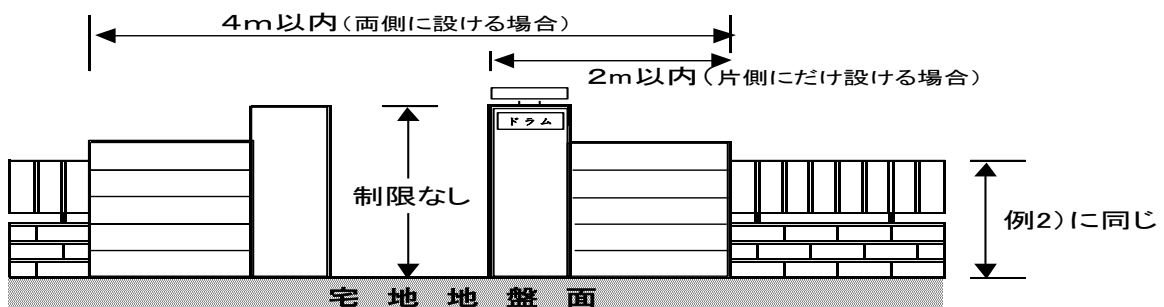 4m以内(両側に設ける場合)
2m以内(片側にだけ設ける場合)
ドラム
制限なし
例2)に同じ
宅地地盤面